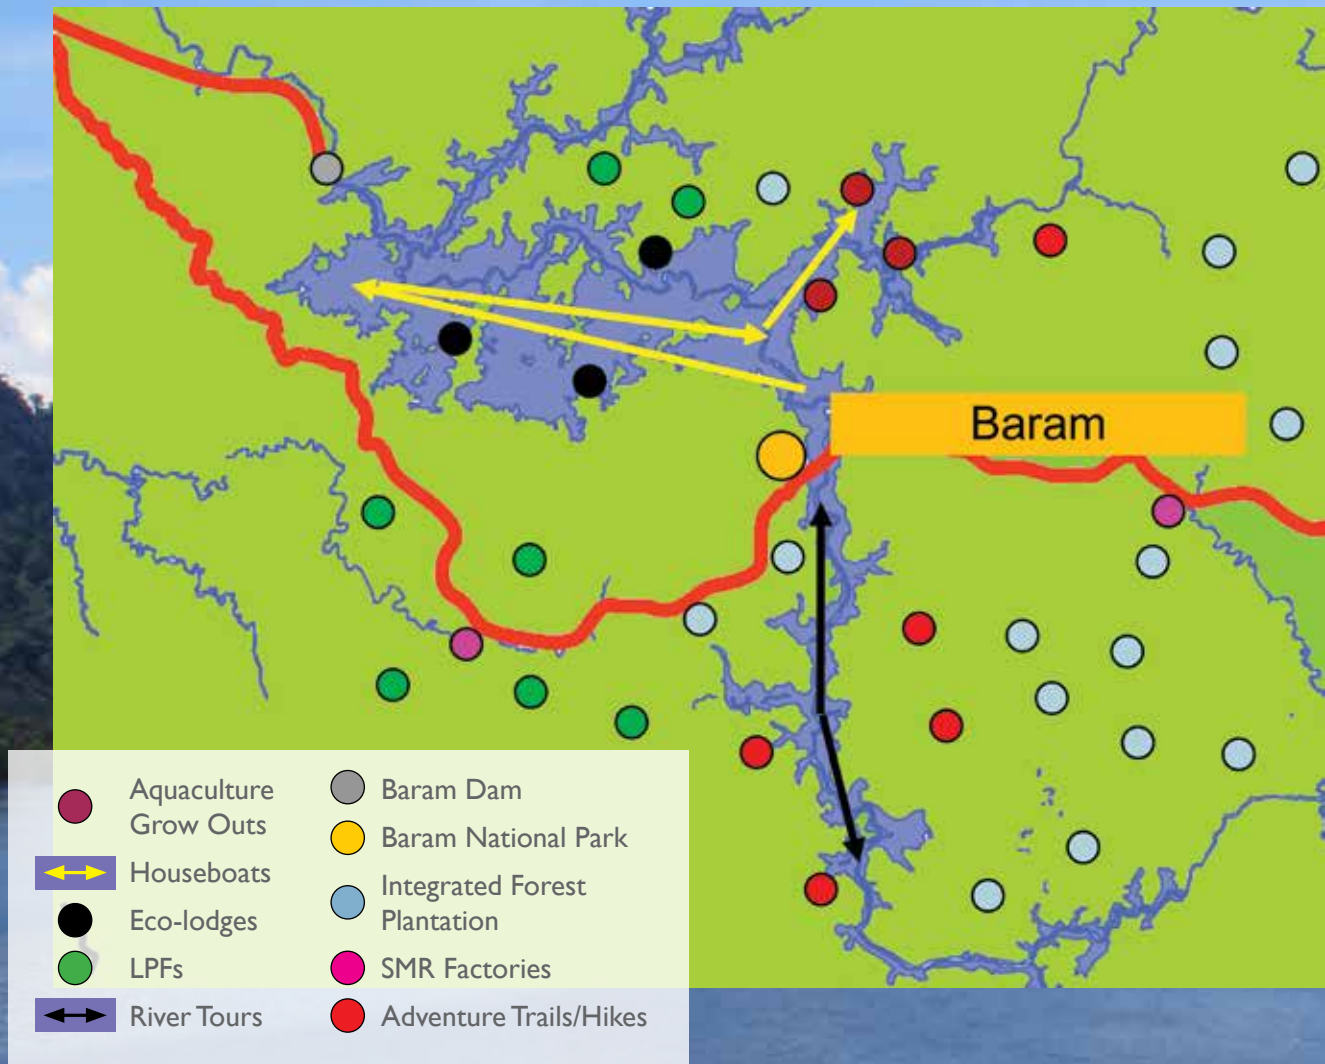 Baram
Aquaculture
Grow Outs
Houseboats
Eco-lodges
LPFs
River Tours
Baram Dam
Baram National Park
Integrated Forest
Plantation
SMR Factories
Adventure Trails/Hikes